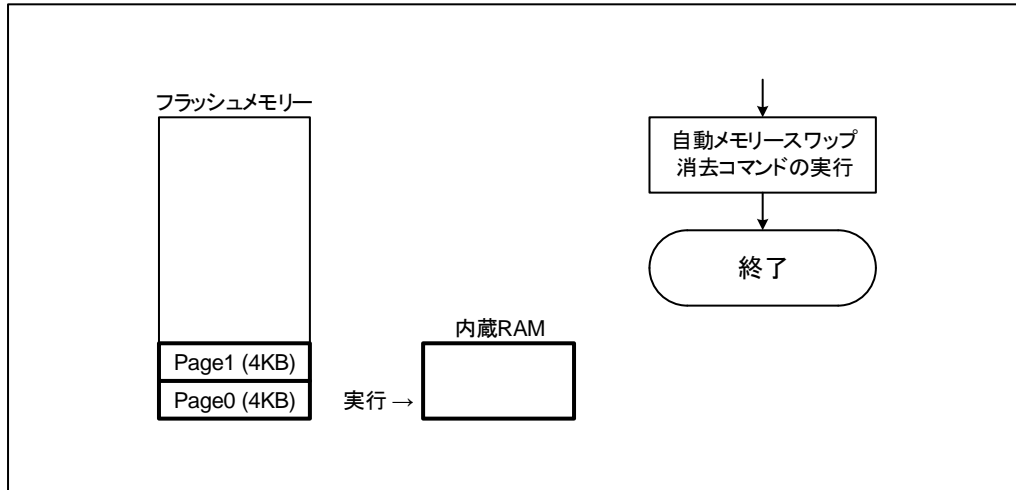 フラッシュメモリー
Page1 (4KB)
Page0 (4KB)
実行 →
内蔵RAM
自動メモリースワップ
消去コマンドの実行
終了